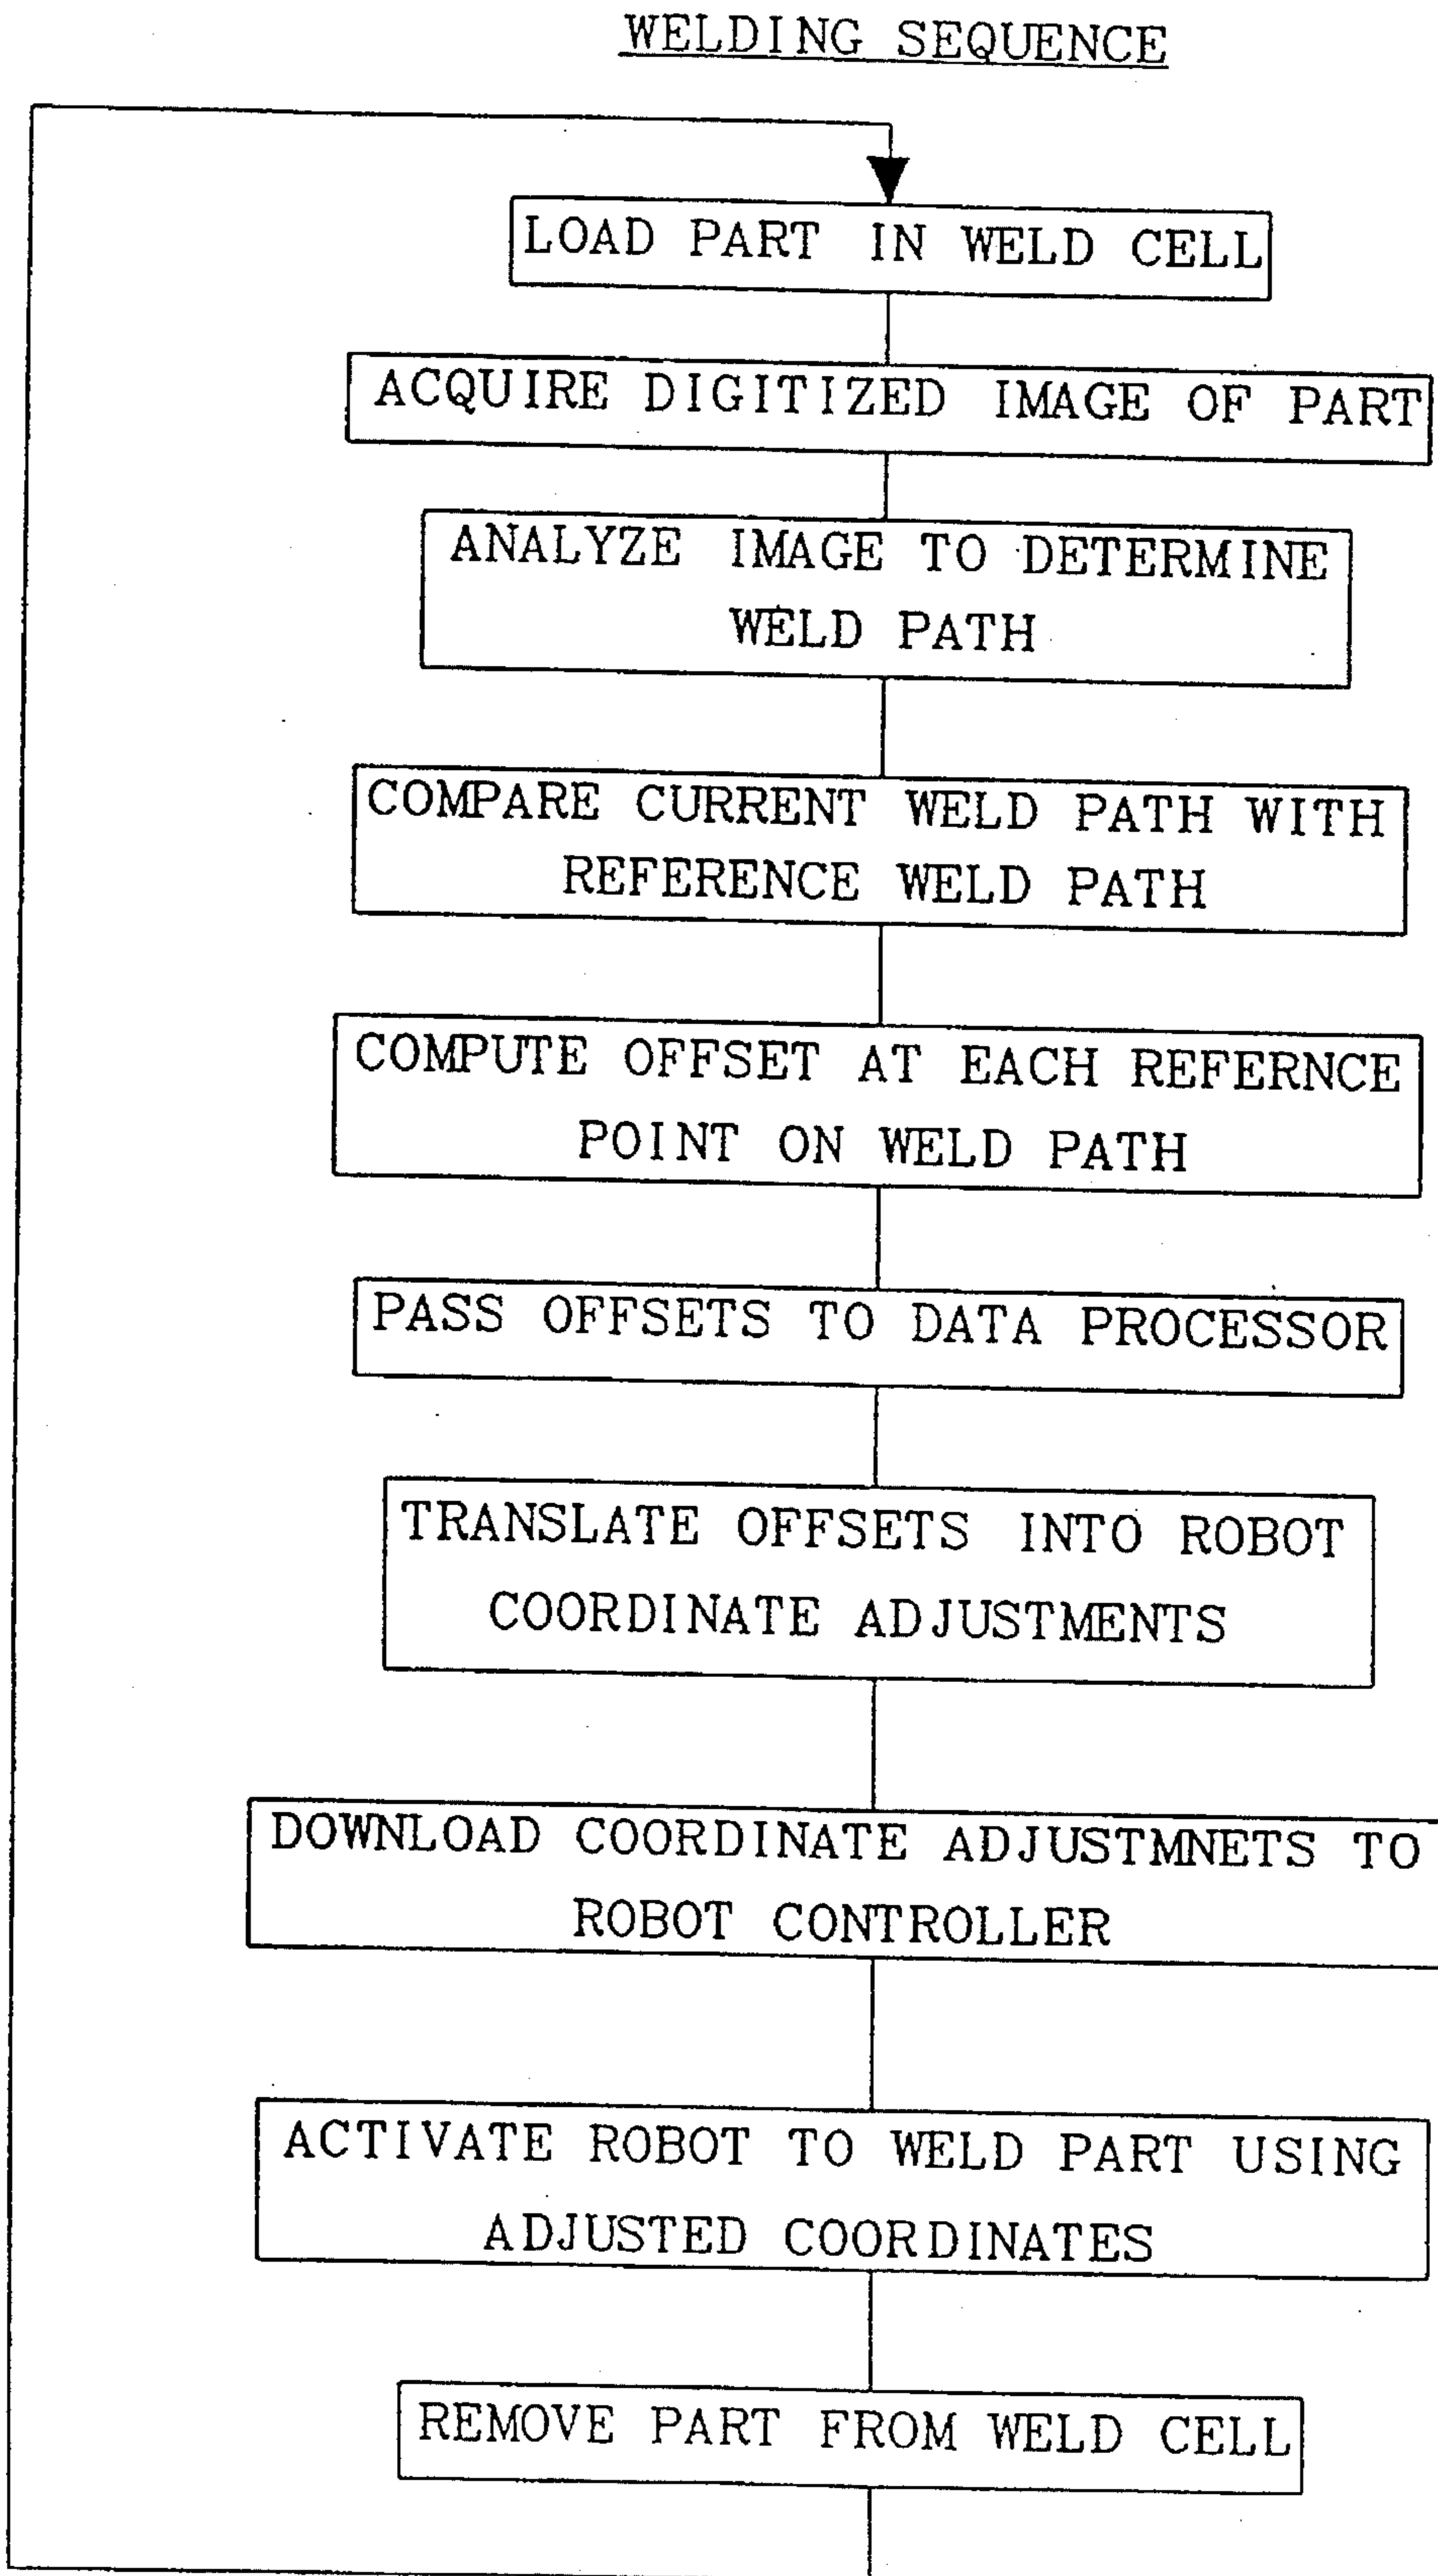 WELDING SEQUENCE
LOAD PART IN WELD CELL
ACQUIRE DIGITIZED IMAGE OF PART
ANALYZE IMAGE TO DETERMINE
WELD PATH
COMPARE CURRENT WELD PATH WITH
REFERENCE WELD PATH
COMPUTE OFFSET AT EACH REFERNCE
POINT ON WELD PATH
PASS OFFSETS TO DATA PROCESSOR
TRANSLATE OFFSETS INTO ROBOT
COORDINATE ADJUSTMENTS
DOWNLOAD COORDINATE ADJUSTMNETS TO
ROBOT CONTROLLER
ACTIVATE ROBOT TO WELD PART USING
ADJUSTED COORDINATES
REMOVE PART FROM WELD CELL